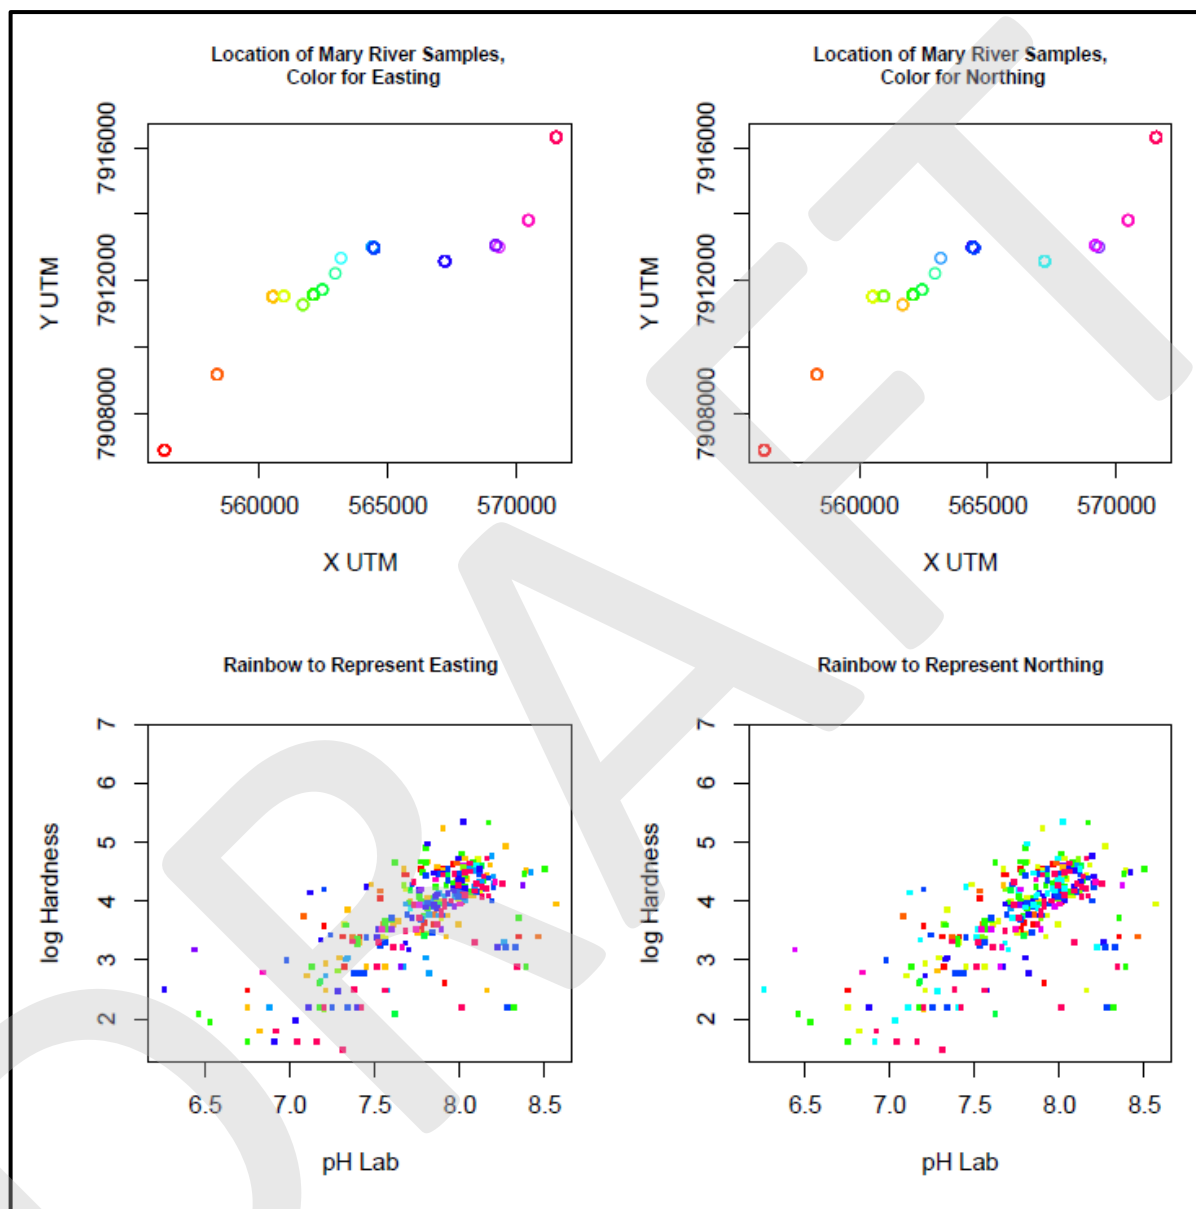 Location of Mary River Samples,
Color for Easting
Y UTM
7908000 7912000 7916000
560000 565000 570000
X UTM
Location of Mary River Samples,
Color for Northing
Y UTM
7908000 7912000 7916000
560000 565000 570000
X UTM
Rainbow to Represent Easting
log Hardness
2 3 4 5 6 7
6.5 7.0 7.5 8.0 8.5
pH Lab
Rainbow to Represent Northing
log Hardness
2 3 4 5 6 7
6.5 7.0 7.5 8.0 8.5
pH Lab
DRAFT